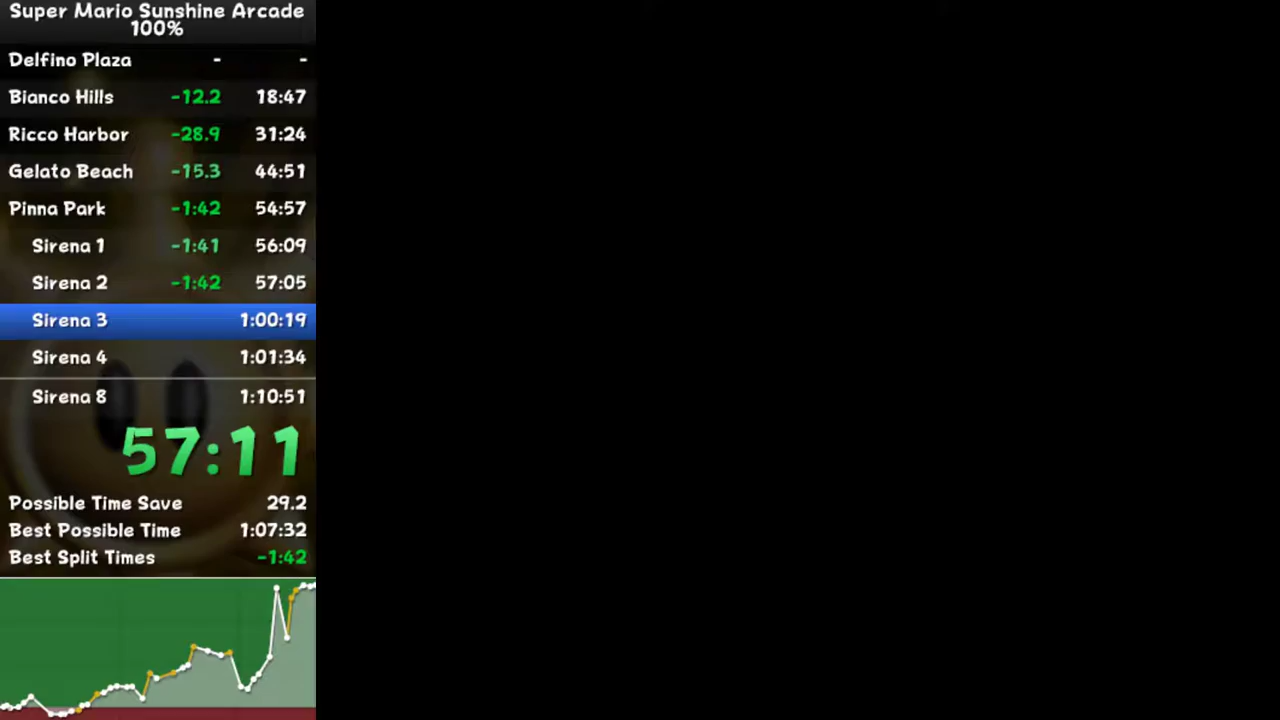 Super Mario Sunshine Arcade
100%
Delfino Plaza - -
Bianco Hills -12.2 18:47
Ricco Harbor -28.9 31:24
Gelato Beach -15.3 44:51
Pinna Park -1:42 54:57
Sirena 1 -1:41 56:09
Sirena 2 -1:42 57:05
Sirena 3 1:00:19
Sirena 4 1:01:34
Sirena 8 1:10:51
57:11
Possible Time Save 29.2
Best Possible Time 1:07:32
Best Split Times -1:42